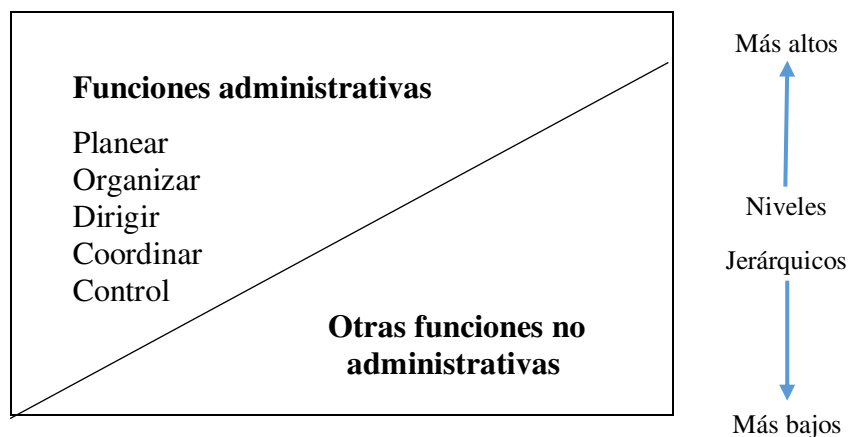 Funciones administrativas
Planear
Organizar
Dirigir
Coordinar
Control
Otras funciones no
administrativas
Más altos
Niveles
Jerárquicos
Más bajos